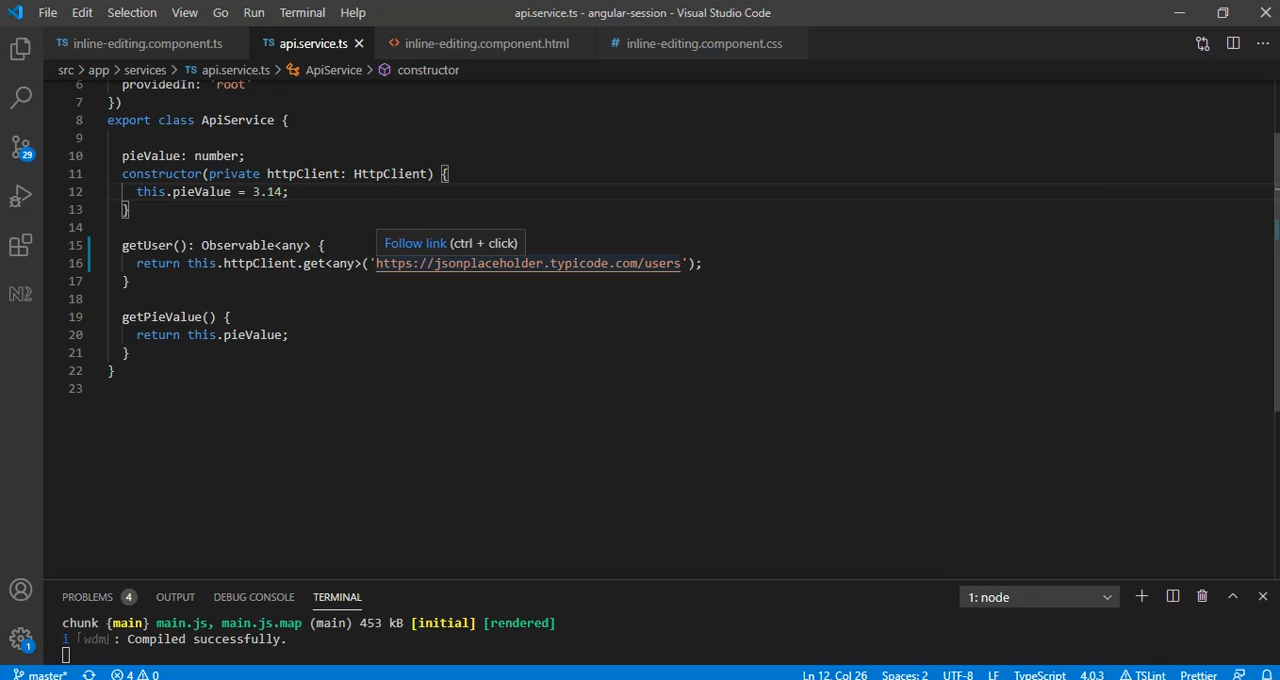 File Edit Selection View Go Run Terminal Help api.service.ts - angular-session - Visual Studio Code
TS inline-editing.component.ts TS api.service.ts <> inline-editing.component.html # inline-editing.component.css
src > app > services > TS api.service.ts > ApiService > constructor
6 providedIn: 'root'
7 })
8 export class ApiService {
9
10 pieValue: number;
11 constructor(private httpClient: HttpClient) {
12 this.pieValue = 3.14;
13 }
14
15 getUser(): Observable<any> {
Follow link (ctrl + click)
16 return this.httpClient.get<any>('https://jsonplaceholder.typicode.com/users');
17 }
18
19 getPieValue() {
20 return this.pieValue;
21 }
22 }
23
29
N2
1
PROBLEMS 4 OUTPUT DEBUG CONSOLE TERMINAL 1: node
chunk {main} main.js, main.js.map (main) 453 kB [initial] [rendered]
i ｢wdm｣: Compiled successfully.
master* 4 0 Ln 12, Col 26 Spaces: 2 UTF-8 LF TypeScript 4.0.3 TSLint Prettier